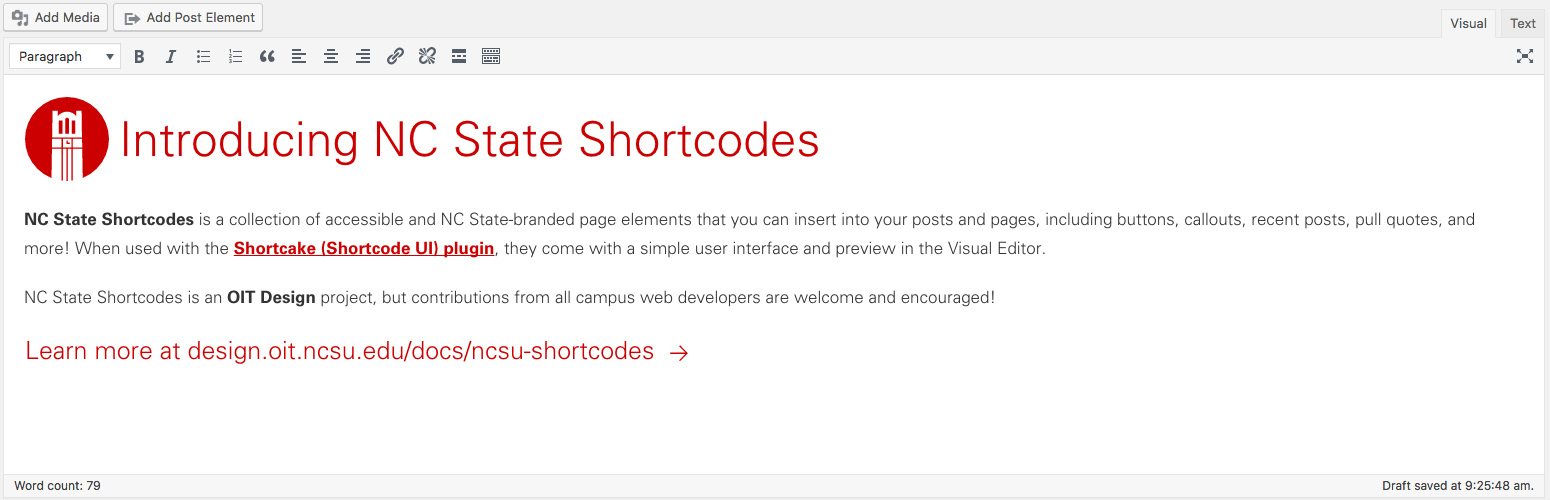 Add Media Add Post Element
Visual Text
Paragraph
Introducing NC State Shortcodes
NC State Shortcodes is a collection of accessible and NC State-branded page elements that you can insert into your posts and pages, including buttons, callouts, recent posts, pull quotes, and
more! When used with the Shortcake (Shortcode UI) plugin, they come with a simple user interface and preview in the Visual Editor.
NC State Shortcodes is an OIT Design project, but contributions from all campus web developers are welcome and encouraged!
Learn more at design.oit.ncsu.edu/docs/ncsu-shortcodes →
Word count: 79 Draft saved at 9:25:48 am.